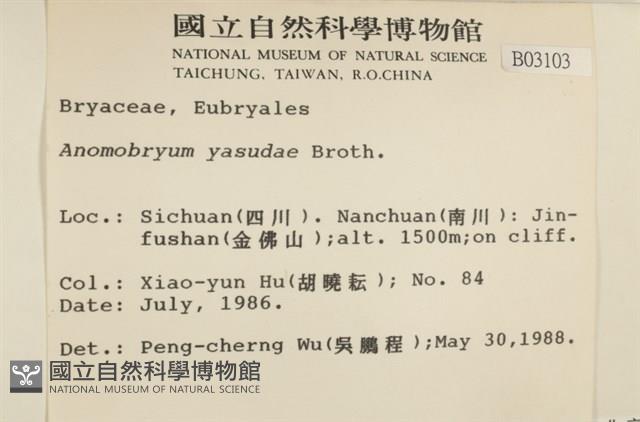 國立自然科學博物館
NATIONAL MUSEUM OF NATURAL SCIENCE
TAICHUNG, TAIWAN, R.O.CHINA
B03103
Bryaceae, Eubryales
Anomobryum yasudae Broth.
Loc.: Sichuan(四川). Nanchuan(南川): Jin-
fushan(金佛山);alt. 1500m;on cliff.
Col.: Xiao-yun Hu(胡曉耘); No. 84
Date: July, 1986.
Det.: Peng-cherng Wu(吳鵬程);May 30,1988.
國立自然科學博物館
NATIONAL MUSEUM OF NATURAL SCIENCE